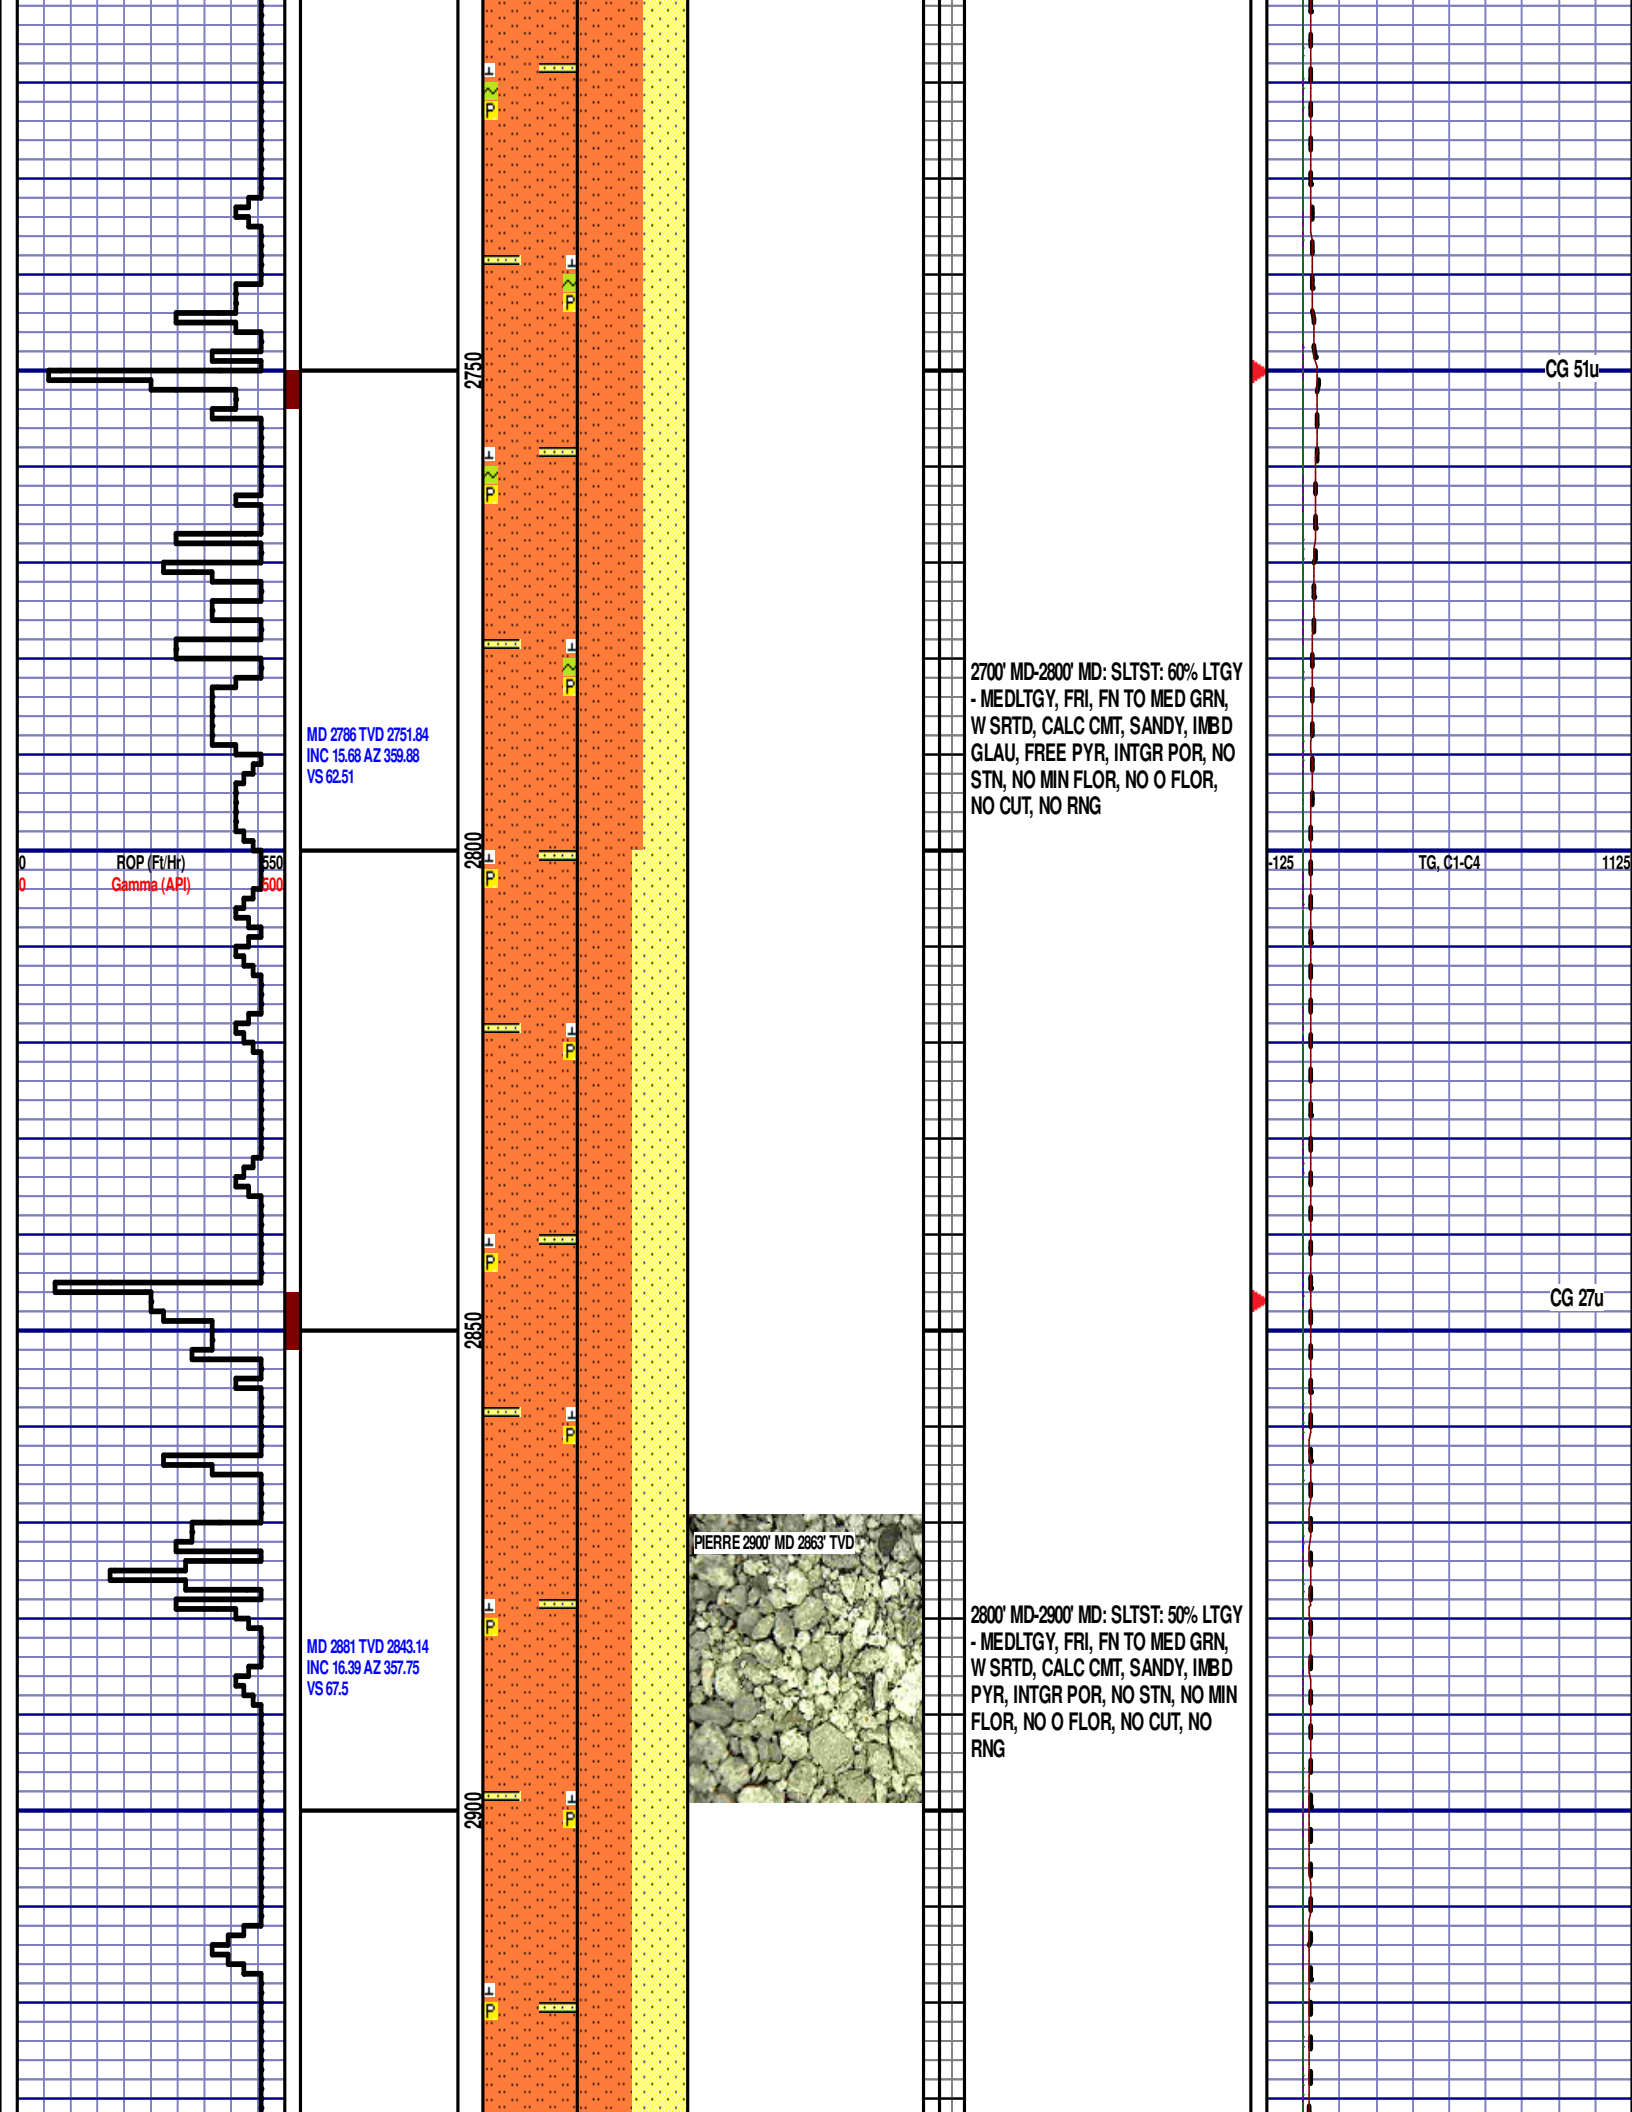 2750
CG 51u
2700' MD-2800' MD: SLTST: 60% LTGY
- MEDLTGY, FRI, FN TO MED GRN,
W SRTD, CALC CMT, SANDY, IMBD
GLAU, FREE PYR, INTGR POR, NO
STN, NO MIN FLOR, NO O FLOR,
NO CUT, NO RNG
MD 2786 TVD 2751.84
INC 15.68 AZ 359.88
VS 62.51
2800
0 ROP (Ft/Hr) 550
0 Gamma (API) 500
-125 TG, C1-C4 1125
CG 27u
2850
PIERRE 2900' MD 2863' TVD
2800' MD-2900' MD: SLTST: 50% LTGY
- MEDLTGY, FRI, FN TO MED GRN,
W SRTD, CALC CMT, SANDY, IMBD
PYR, INTGR POR, NO STN, NO MIN
FLOR, NO O FLOR, NO CUT, NO
RNG
MD 2881 TVD 2843.14
INC 16.39 AZ 357.75
VS 67.5
2900
P
P
P
P
P
P
P
P
P
P
P